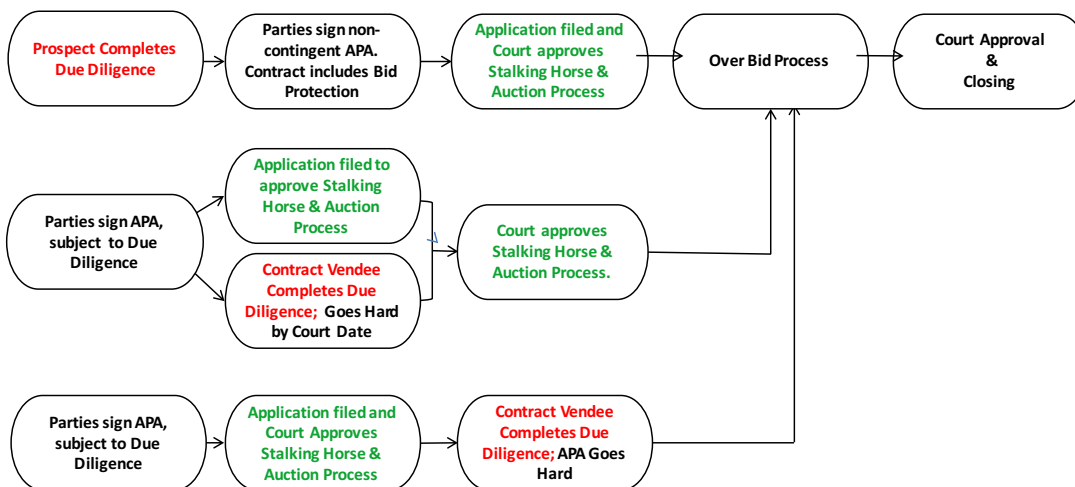 Prospect Completes
Due Diligence
Parties sign non-
contingent APA.
Contract includes Bid
Protection
Application filed and
Court approves
Stalking Horse &
Auction Process
Over Bid Process
Court Approval
&
Closing
Parties sign APA,
subject to Due
Diligence
Application filed to
approve Stalking
Horse & Auction
Process
Contract Vendee
Completes Due
Diligence; Goes Hard
by Court Date
Court approves
Stalking Horse &
Auction Process.
Parties sign APA,
subject to Due
Diligence
Application filed and
Court Approves
Stalking Horse &
Auction Process
Contract Vendee
Completes Due
Diligence; APA Goes
Hard